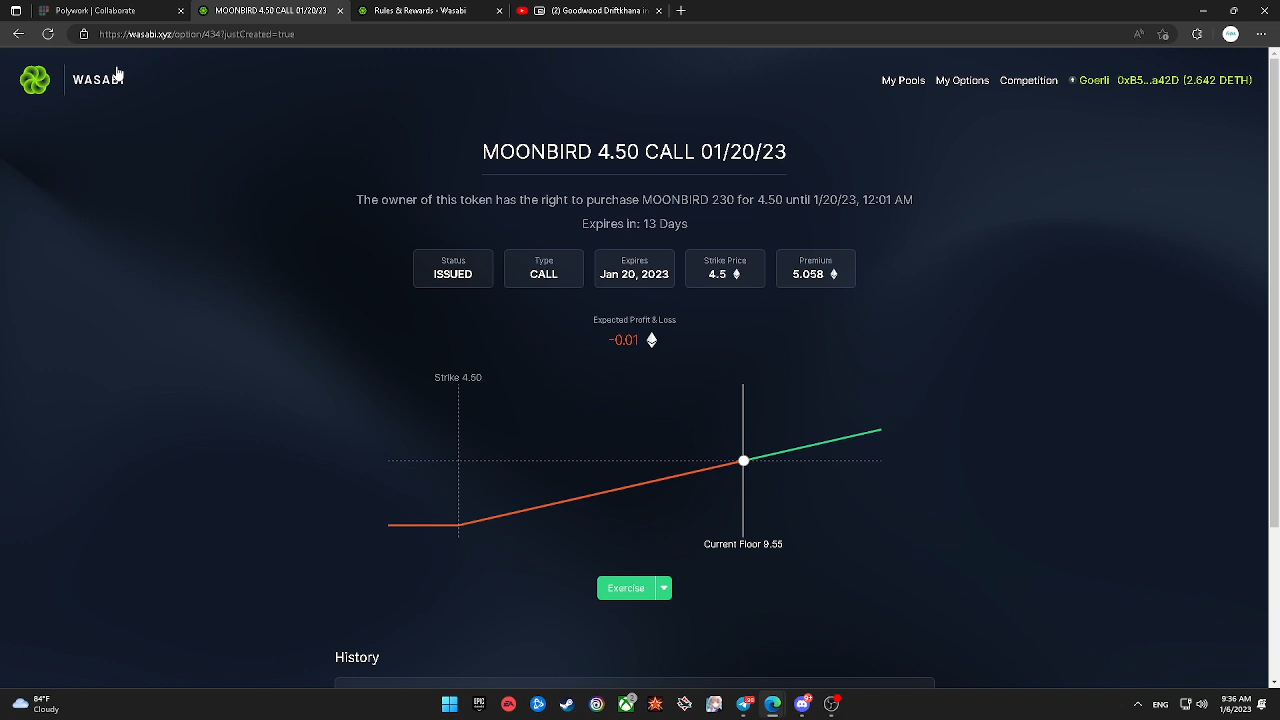 Polywork | Collaborate
MOONBIRD 4.50 CALL 01/20/23
Rules & Rewards - Wasabi
(2) Goodwood Driftkhana in
https://wasabi.xyz/option/434?justCreated=true
WASABI
My Pools
My Options
Competition
Goerli
0xB5...a42D (2.642 DETH)
MOONBIRD 4.50 CALL 01/20/23
The owner of this token has the right to purchase MOONBIRD 230 for 4.50 until 1/20/23, 12:01 AM
Expires in: 13 Days
Status
ISSUED
Type
CALL
Expires
Jan 20, 2023
Strike Price
4.5
Premium
5.058
Expected Profit & Loss
-0.01
Strike 4.50
Current Floor 9.55
Exercise
History
84°F
Cloudy
ENG
9:36 AM
1/6/2023